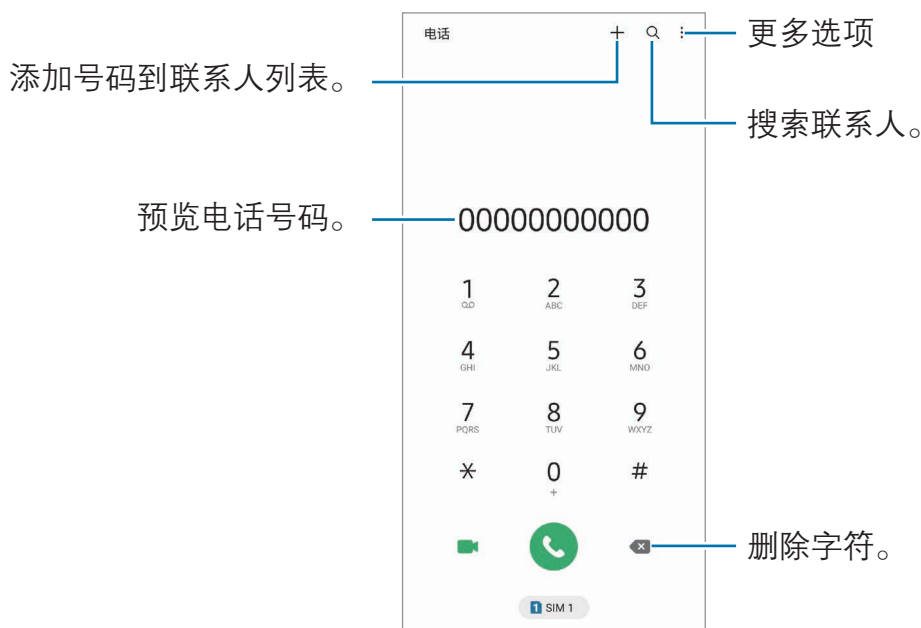 电话
更多选项
添加号码到联系人列表。
搜索联系人。
预览电话号码。
00000000000
1 2 3
ABC DEF
4 5 6
GHI JKL MNO
7 8 9
PQRS TUV WXYZ
* 0 #
+
删除字符。
1 SIM 1